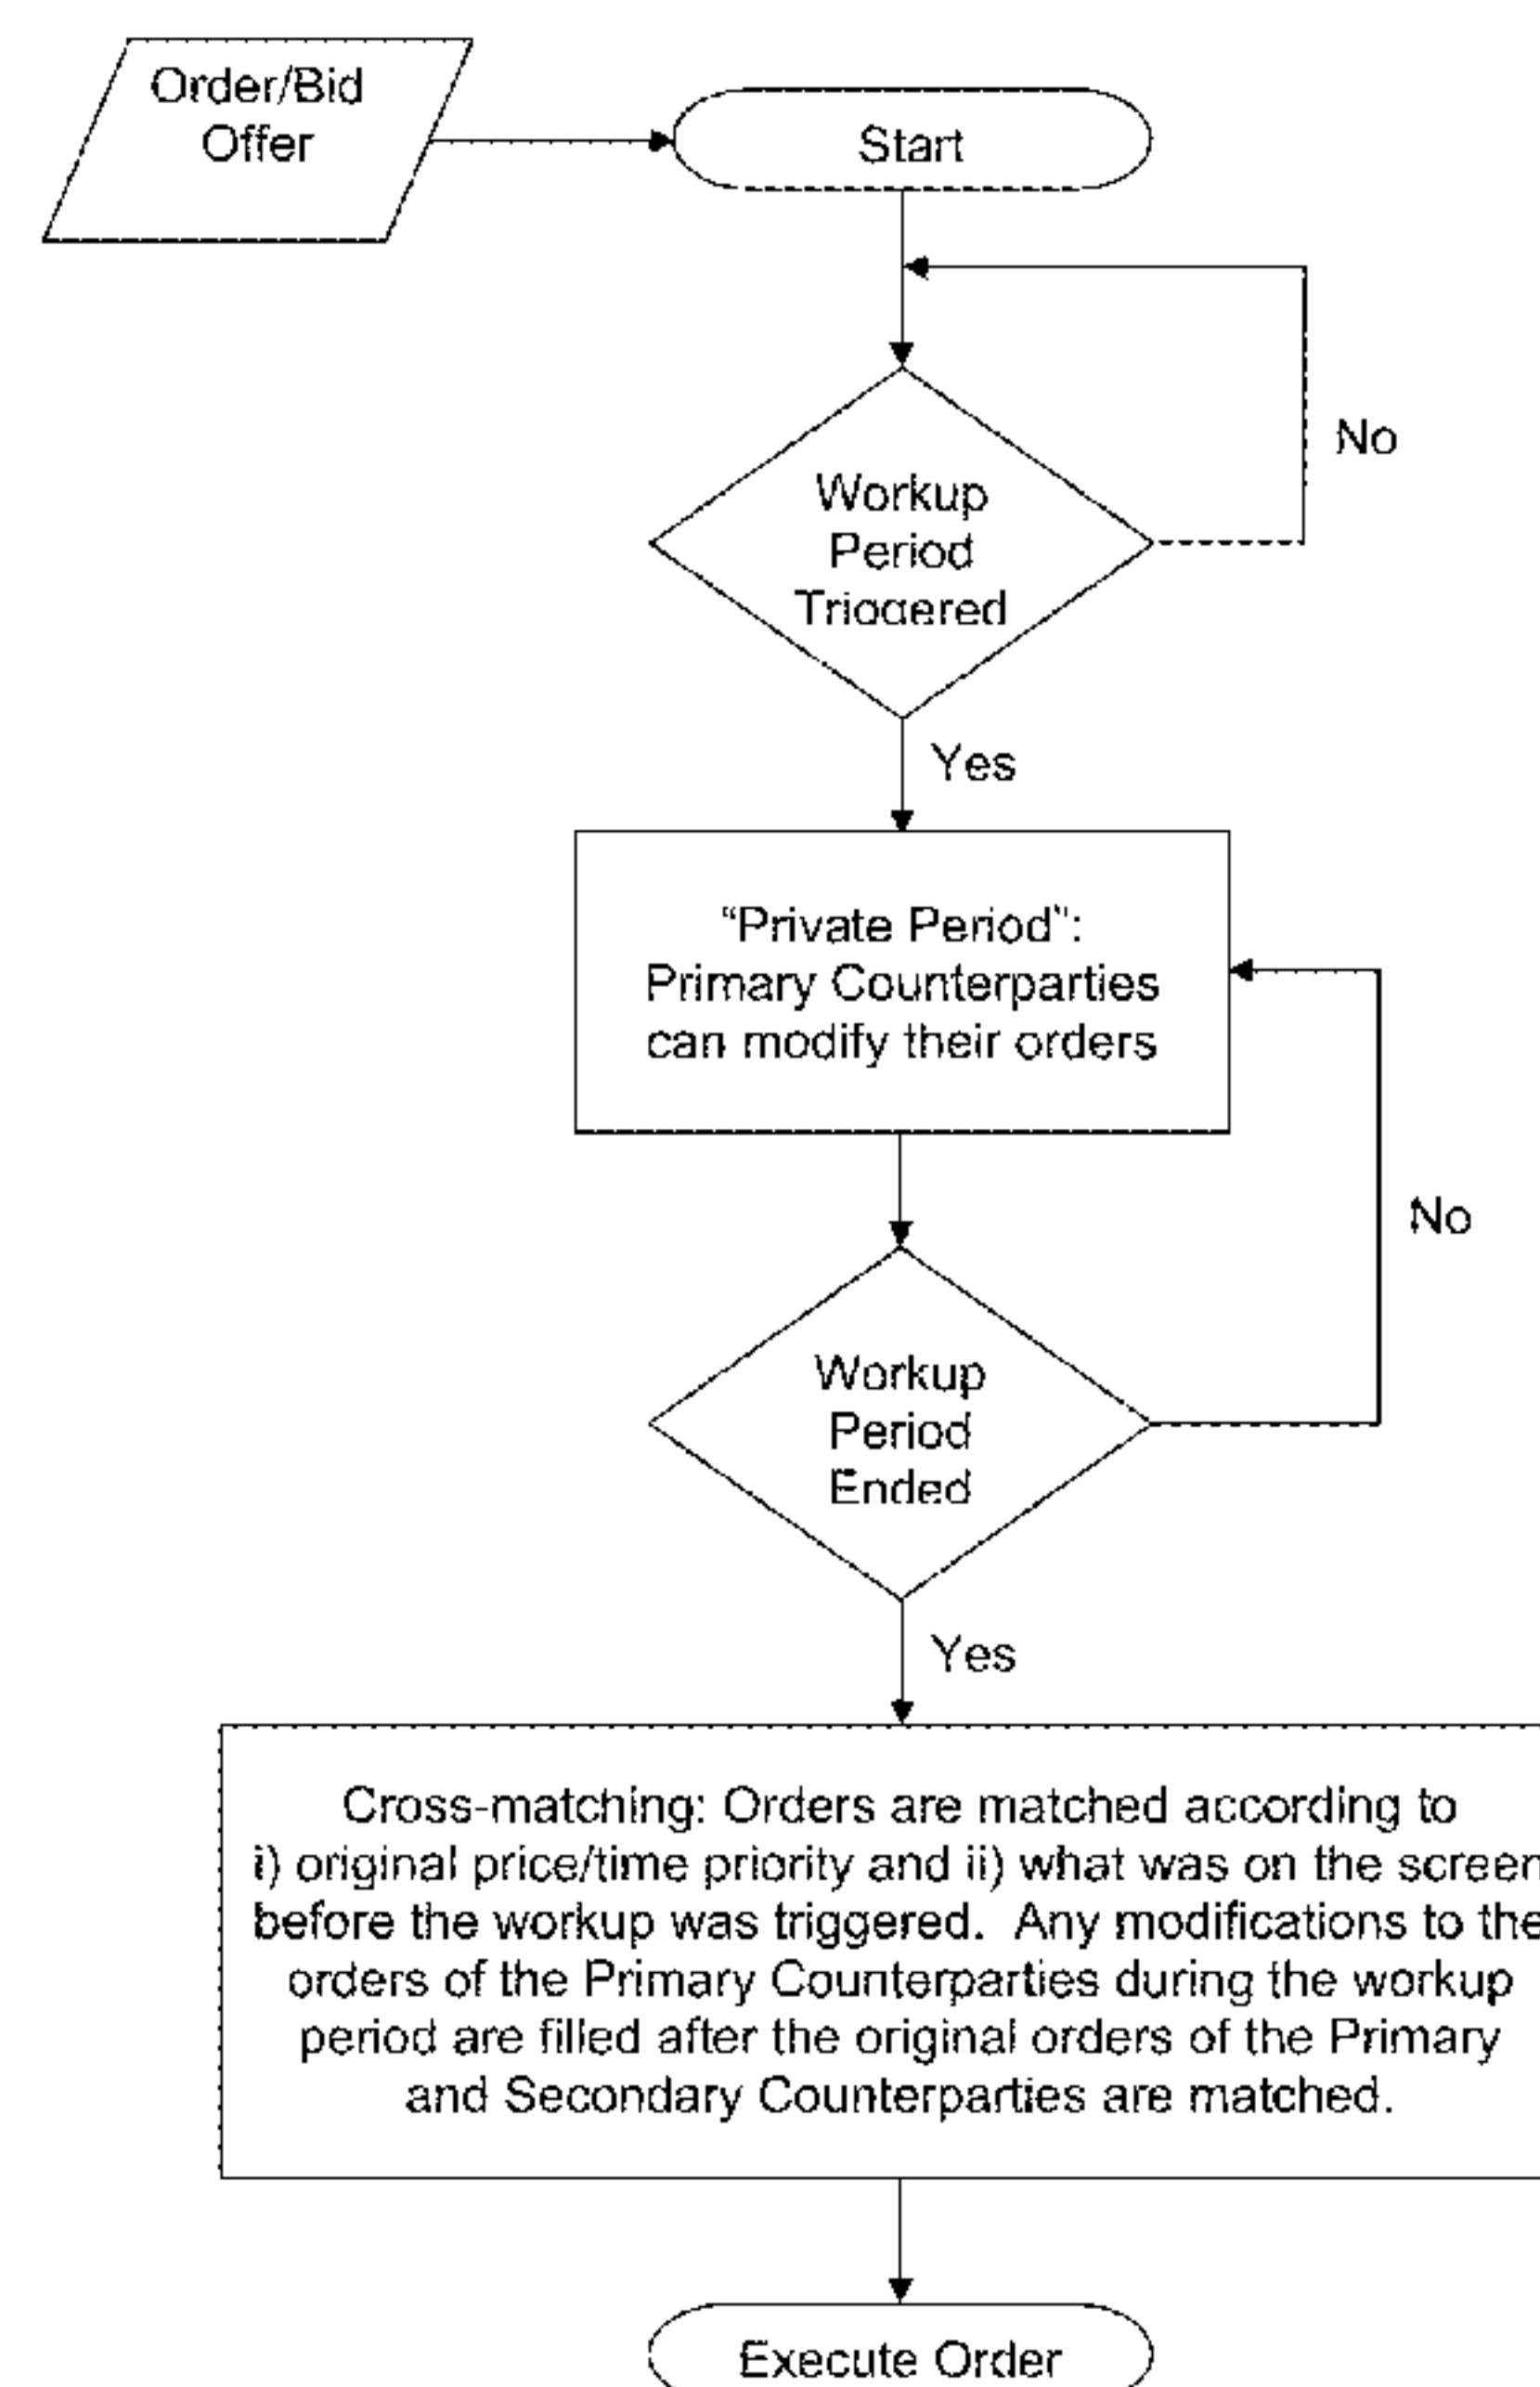 Order/Bid
Offer
Start
No
Workup
Period
Triggered
Yes
“Private Period”:
Primary Counterparties
can modify their orders
No
Workup
Period
Ended
Yes
Cross-matching: Orders are matched according to
i) original price/time priority and ii) what was on the screen
before the workup was triggered. Any modifications to the
orders of the Primary Counterparties during the workup
period are filled after the original orders of the Primary
and Secondary Counterparties are matched.
Execute Order